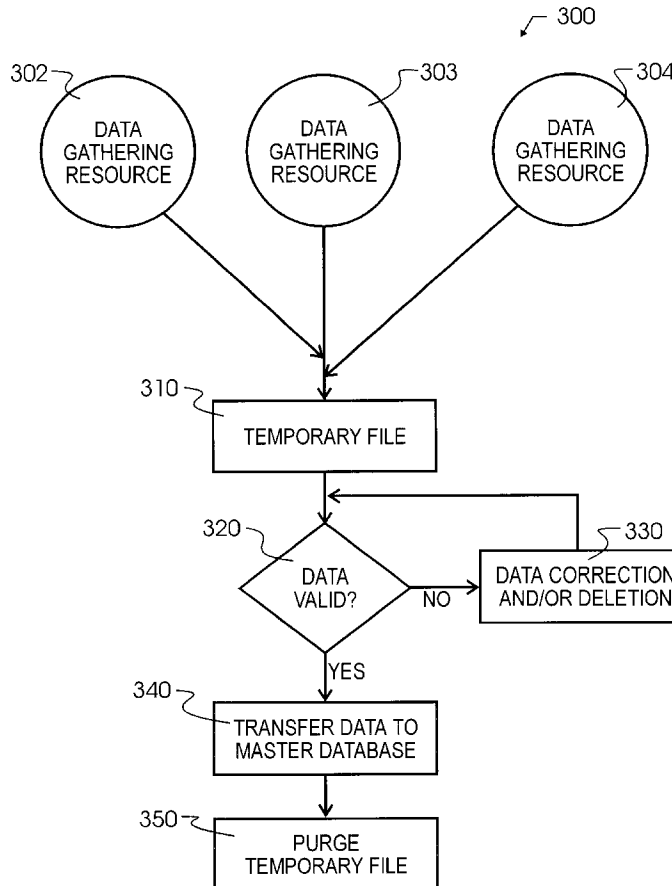 300
302
303
304
DATA
GATHERING
RESOURCE
DATA
GATHERING
RESOURCE
DATA
GATHERING
RESOURCE
310
TEMPORARY FILE
320
DATA
VALID?
NO
330
DATA CORRECTION
AND/OR DELETION
YES
340
TRANSFER DATA TO
MASTER DATABASE
350
PURGE
TEMPORARY FILE